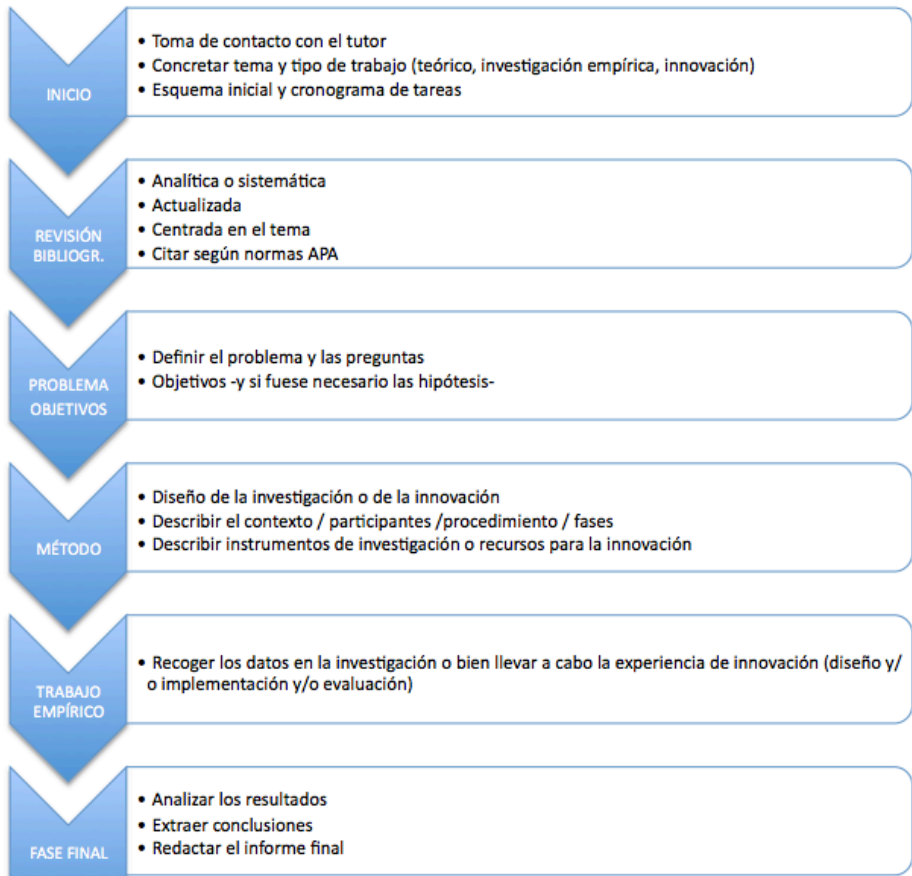 INICIO
• Toma de contacto con el tutor
• Concretar tema y tipo de trabajo (teórico, investigación empírica, innovación)
• Esquema inicial y cronograma de tareas
REVISIÓN
BIBLIOGR.
• Analítica o sistemática
• Actualizada
• Centrada en el tema
• Citar según normas APA
PROBLEMA
OBJETIVOS
• Definir el problema y las preguntas
• Objetivos -y si fuese necesario las hipótesis-
MÉTODO
• Diseño de la investigación o de la innovación
• Describir el contexto / participantes /procedimiento / fases
• Describir instrumentos de investigación o recursos para la innovación
TRABAJO
EMPÍRICO
• Recoger los datos en la investigación o bien llevar a cabo la experiencia de innovación (diseño y/
o implementación y/o evaluación)
FASE FINAL
• Analizar los resultados
• Extraer conclusiones
• Redactar el informe final